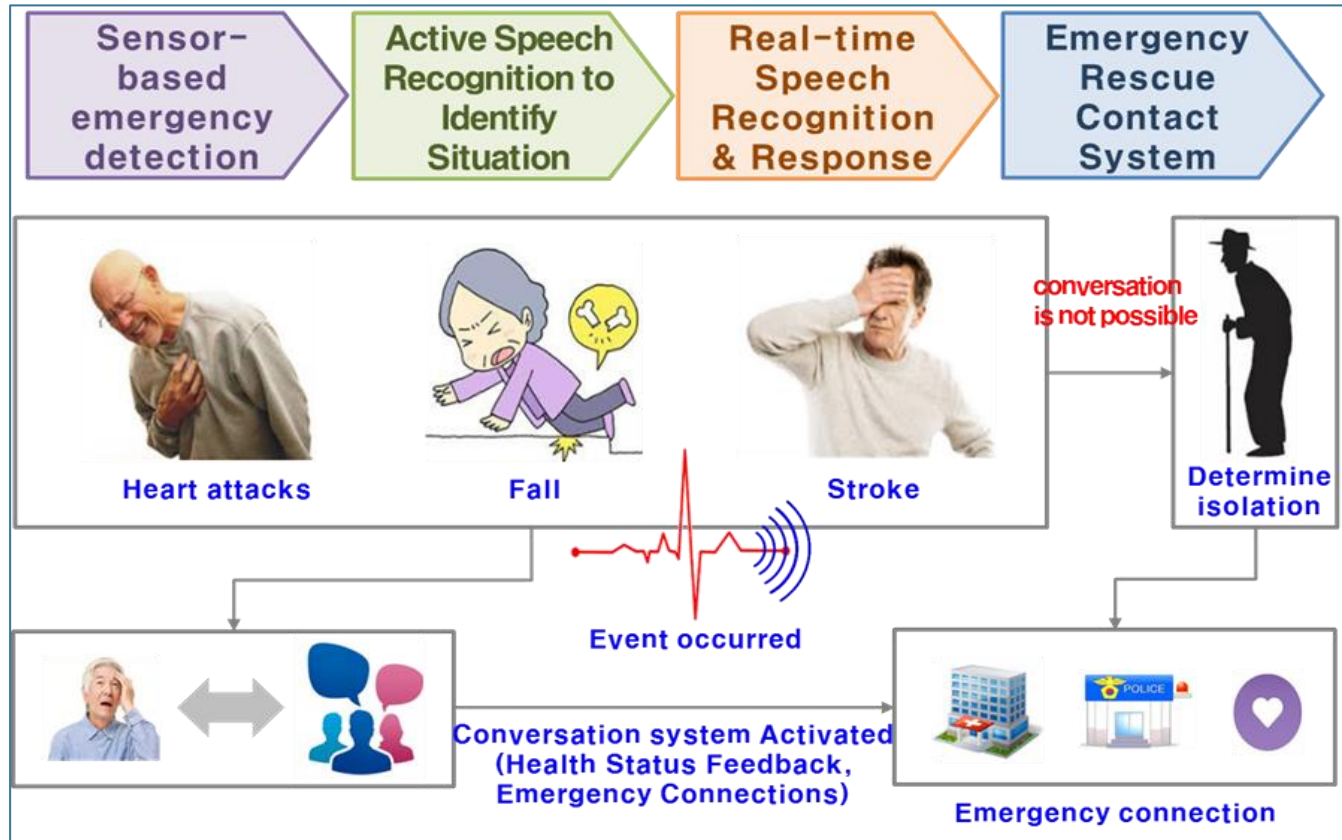 Sensor-
based
emergency
detection
Active Speech
Recognition to
Identify
Situation
Real-time
Speech
Recognition
& Response
Emergency
Rescue
Contact
System
conversation
is not possible
Heart attacks
Fall
Stroke
Determine
isolation
Event occurred
POLICE
Conversation system Activated
(Health Status Feedback,
Emergency Connections)
Emergency connection